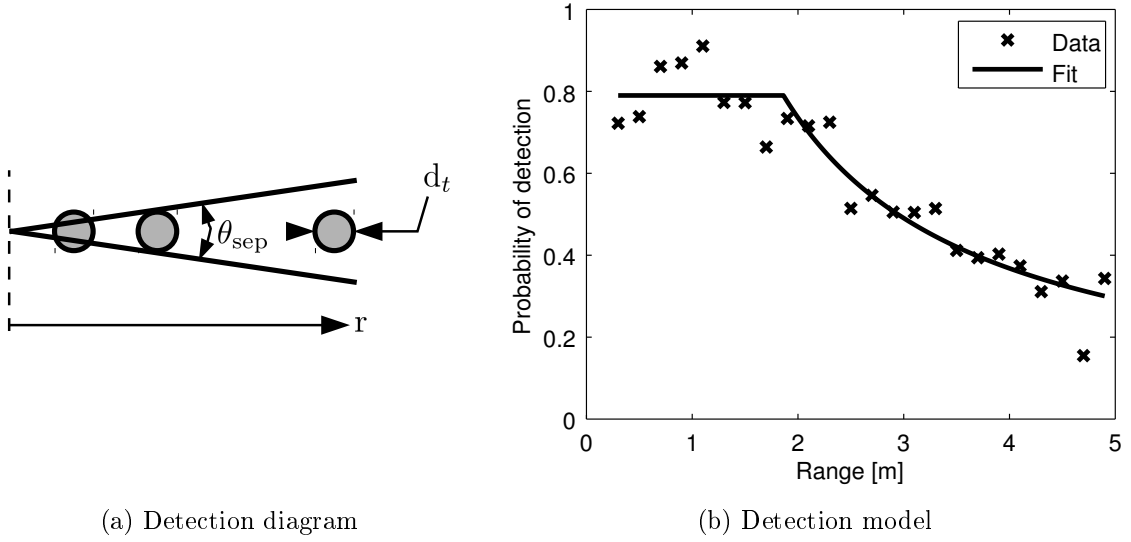 d_t
θ_sep
r
1
0.8
0.6
0.4
0.2
0
Probability of detection
Data
Fit
0 1 2 3 4 5
Range [m]
(a) Detection diagram
(b) Detection model